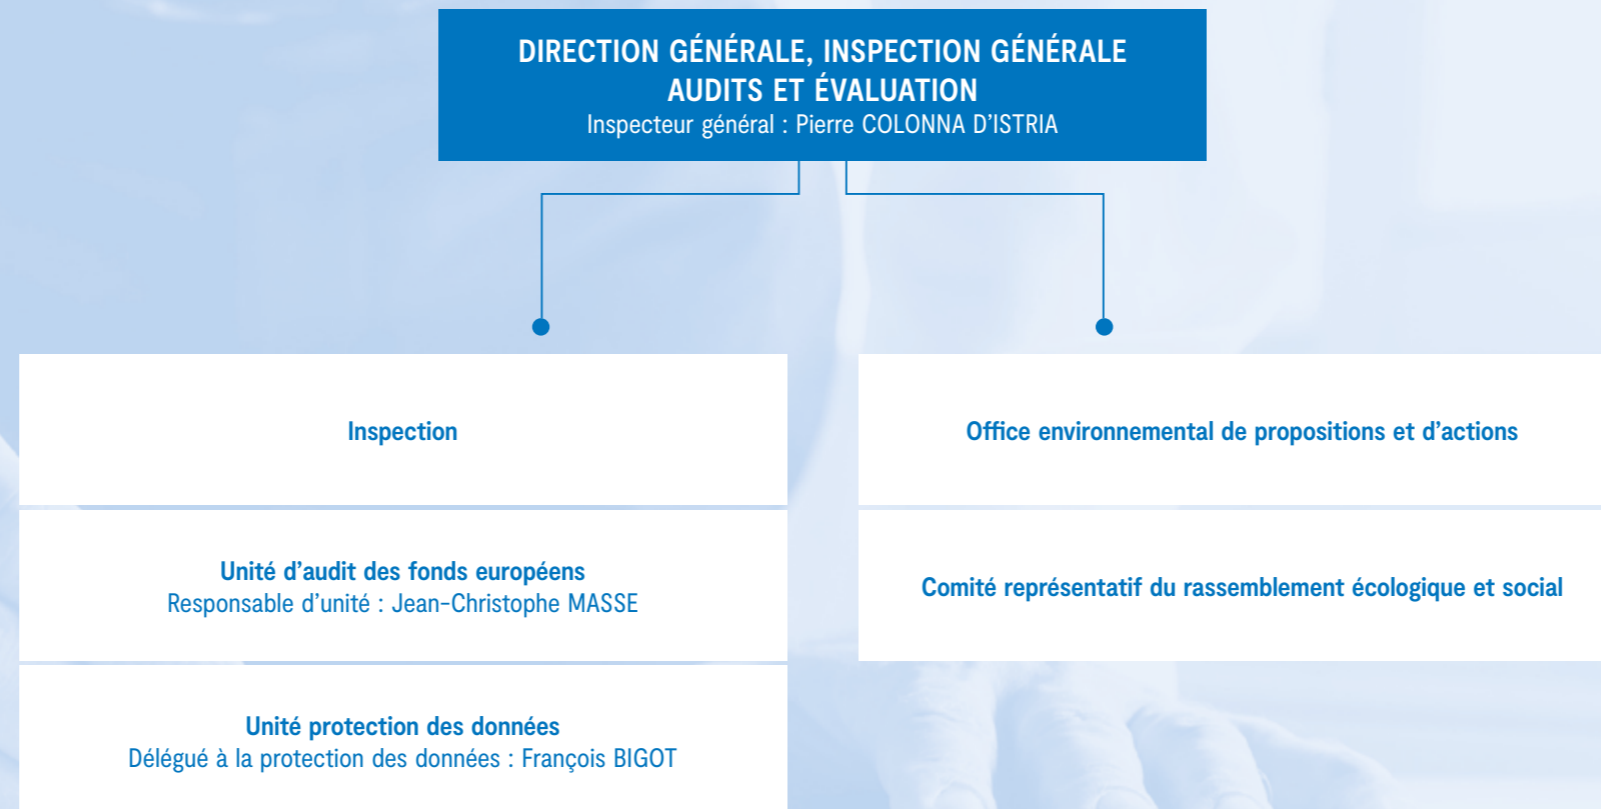 DIRECTION GÉNÉRALE, INSPECTION GÉNÉRALE
AUDITS ET ÉVALUATION
Inspecteur général : Pierre COLONNA D'ISTRIA
Inspection
Unité d’audit des fonds européens
Responsable d’unité : Jean-Christophe MASSE
Unité protection des données
Délégué à la protection des données : François BIGOT
Office environnemental de propositions et d’actions
Comité représentatif du rassemblement écologique et social